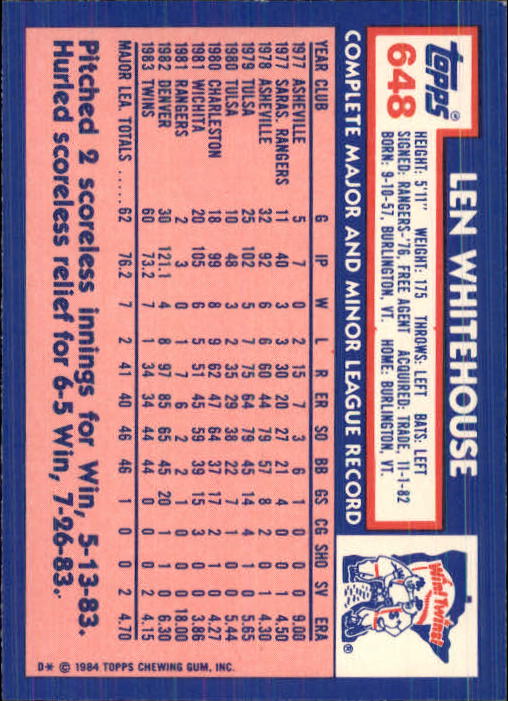 topps®
648
LEN WHITEHOUSE
HEIGHT: 5'11" WEIGHT: 175 THROWS: LEFT BATS: LEFT
SIGNED: RANGERS-'76, FREE AGENT ACQUIRED: TRADE, 11-1-82
BORN: 9-10-57, BURLINGTON, VT. HOME: BURLINGTON, VT.
Win! Twins!
COMPLETE MAJOR AND MINOR LEAGUE RECORD
YEAR CLUB G IP W L R ER SO BB GS CG SHO SV ERA
1977 ASHEVILLE 5 7 0 2 15 7 3 6 1 0 0 0 9.00
1977 SARAS. RANGERS 11 40 3 3 30 20 27 21 4 0 0 1 4.50
1978 ASHEVILLE 32 92 6 6 60 44 79 57 8 2 0 1 4.30
1979 TULSA 25 102 5 7 75 64 79 45 14 4 1 0 5.65
1980 TULSA 10 48 3 2 35 29 38 22 7 1 0 0 5.44
1980 CHARLESTON 18 99 8 9 62 47 64 37 17 2 1 0 4.27
1981 WICHITA 20 105 6 5 51 45 59 39 15 3 0 0 3.86
1981 RANGERS 2 3 0 1 7 6 2 2 1 0 0 0 18.00
1982 DENVER 30 121.1 4 8 97 85 65 45 20 1 0 1 6.30
1983 TWINS 60 73.2 7 1 34 34 44 44 0 0 0 2 4.15
MAJOR LEA. TOTALS ..... 62 76.2 7 2 41 40 46 46 1 0 0 2 4.70
Pitched 2 scoreless innings for Win, 5-13-83.
Hurled scoreless relief for 6-5 Win, 7-26-83.
D* © 1984 TOPPS CHEWING GUM, INC.